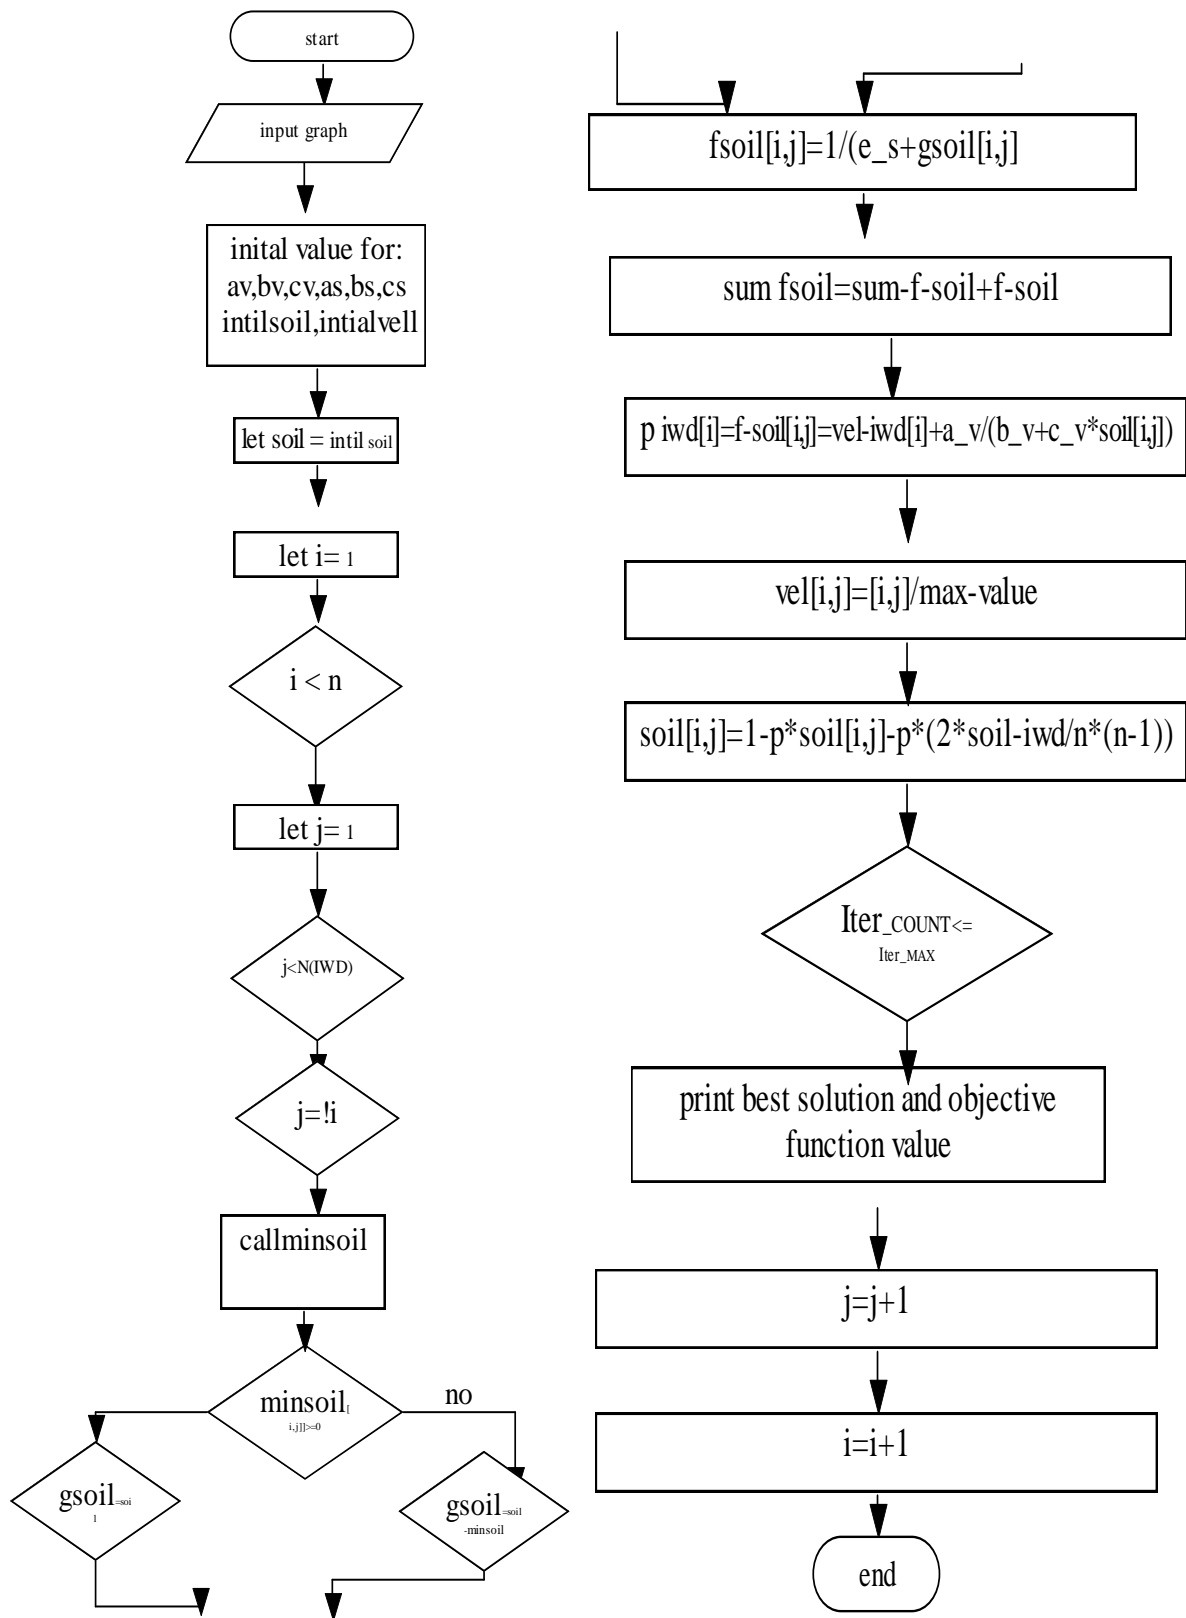 start
input graph
inital value for:
av,bv,cv,as,bs,cs
intilsoil,intialvell
let soil = intil soil
let i= 1
i < n
let j= 1
j<N(IWD)
j=!i
callminsoil
minsoil[
i,j]]>=0
no
gsoil=soi
l
gsoil=soil
-minsoil
fsoil[i,j]=1/(e_s+gsoil[i,j]
sum fsoil=sum-f-soil+f-soil
p iwd[i]=f-soil[i,j]=vel-iwd[i]+a_v/(b_v+c_v*soil[i,j])
vel[i,j]=[i,j]/max-value
soil[i,j]=1-p*soil[i,j]-p*(2*soil-iwd/n*(n-1))
Iter_COUNT<=
Iter_MAX
print best solution and objective
function value
j=j+1
i=i+1
end